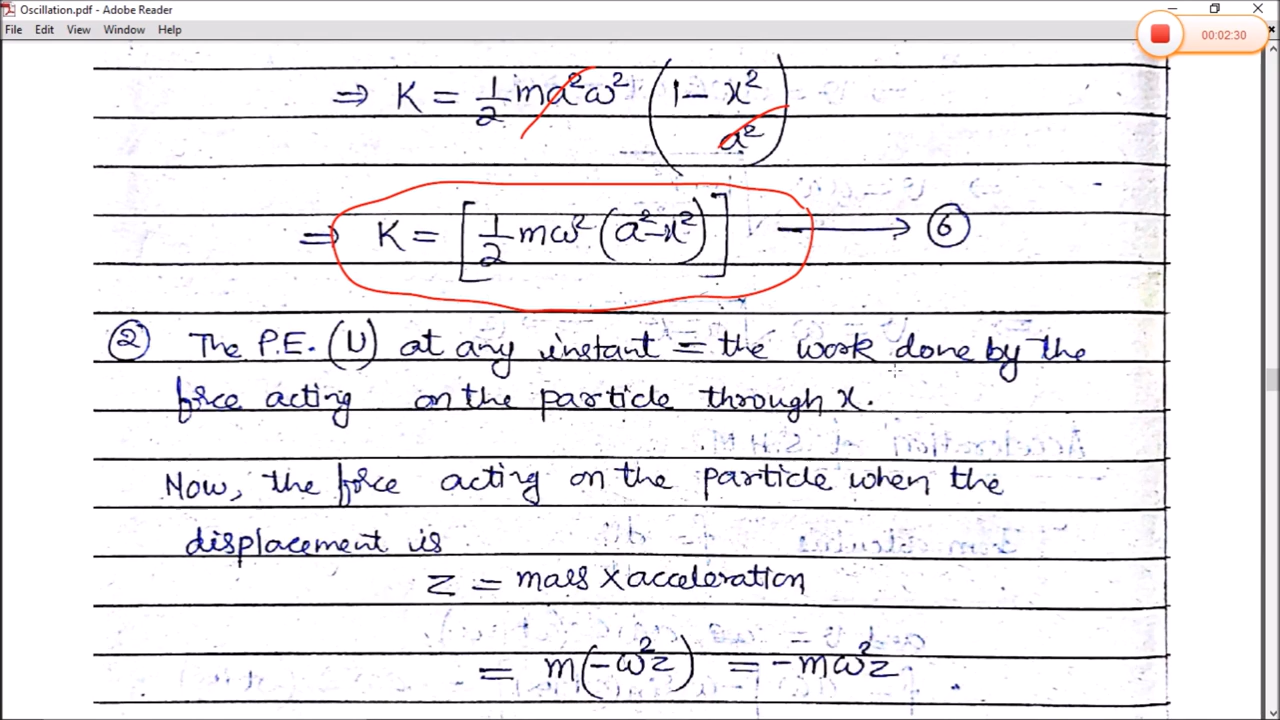 Oscillation.pdf - Adobe Reader
File Edit View Window Help
00:02:30
⇒ K = 1/2 ma²ω² (1 - x²/a²)
⇒ K = [1/2 mω² (a²-x²)] → ⑥
② The P.E. (U) at any instant = the work done by the
force acting on the particle through x.
Now, the force acting on the particle when the
displacement is
z = mass × acceleration
= m(-ω²z) = -mω²z